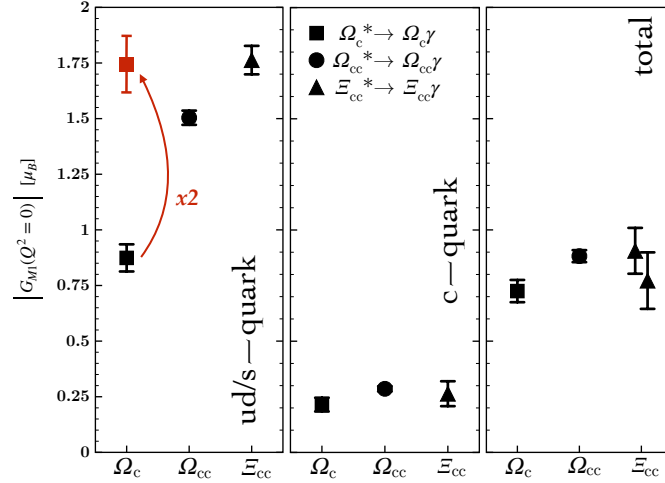 |G_M1(Q² = 0)| [μ_B]
2
1.75
1.5
1.25
1
0.75
0.5
0.25
0
x2
ud/s—quark
Ω_c
Ω_cc
Ξ_cc
Ω_c*→ Ω_cγ
Ω_cc*→ Ω_ccγ
Ξ_cc*→ Ξ_ccγ
c—quark
Ω_c
Ω_cc
Ξ_cc
total
Ω_c
Ω_cc
Ξ_cc